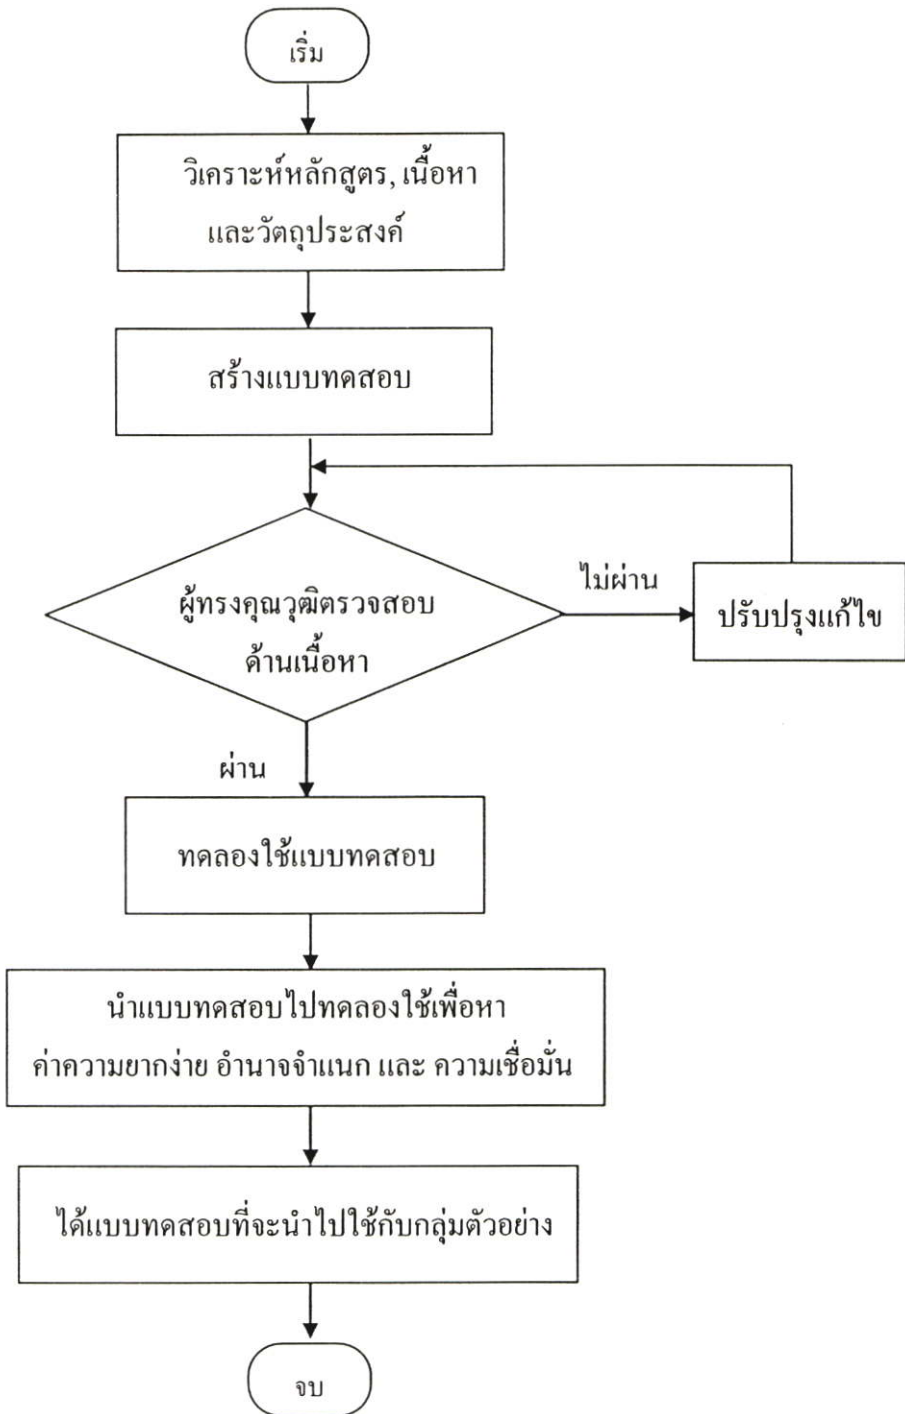 เริ่ม
วิเคราะห์หลักสูตร, เนื้อหา
และวัตถุประสงค์
สร้างแบบทดสอบ
ผู้ทรงคุณวุฒิตรวจสอบ
ด้านเนื้อหา
ไม่ผ่าน
ปรับปรุงแก้ไข
ผ่าน
ทดลองใช้แบบทดสอบ
นำแบบทดสอบไปทดลองใช้เพื่อหา
ค่าความยากง่าย อำนาจจำแนก และ ความเชื่อมั่น
ได้แบบทดสอบที่จะนำไปใช้กับกลุ่มตัวอย่าง
จบ